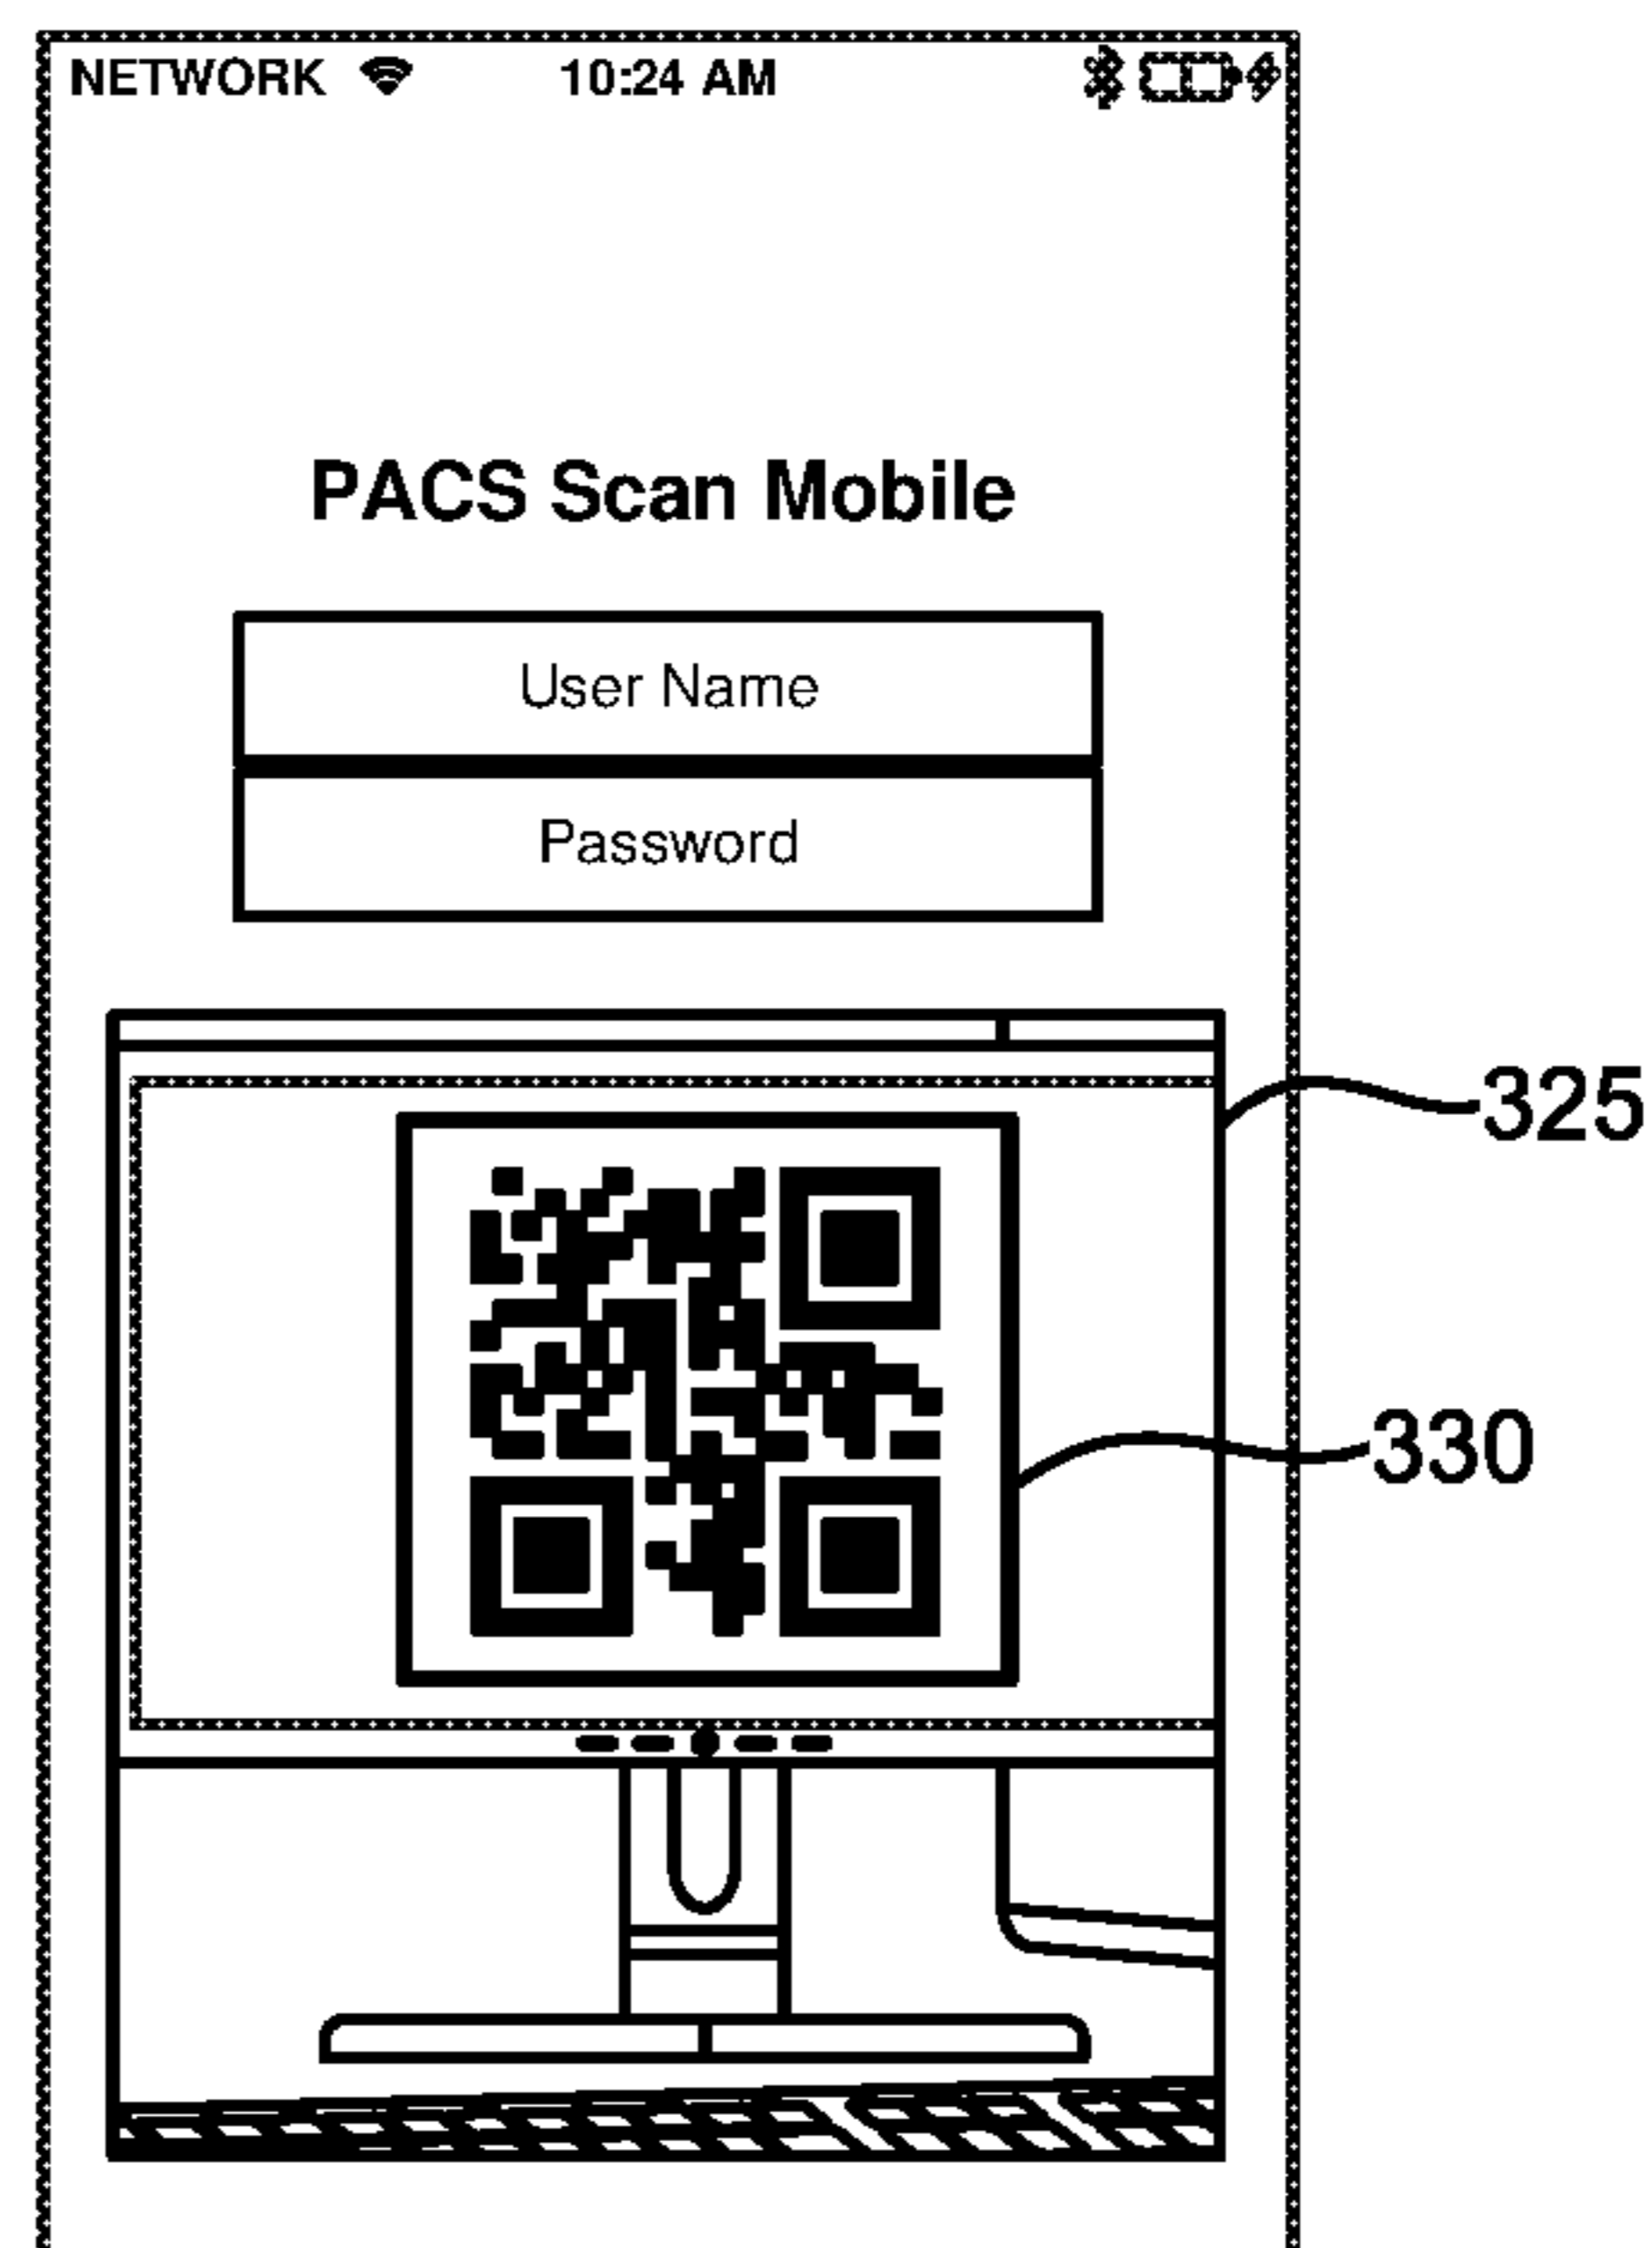 NETWORK 10:24 AM
PACS Scan Mobile
User Name
Password
325
330